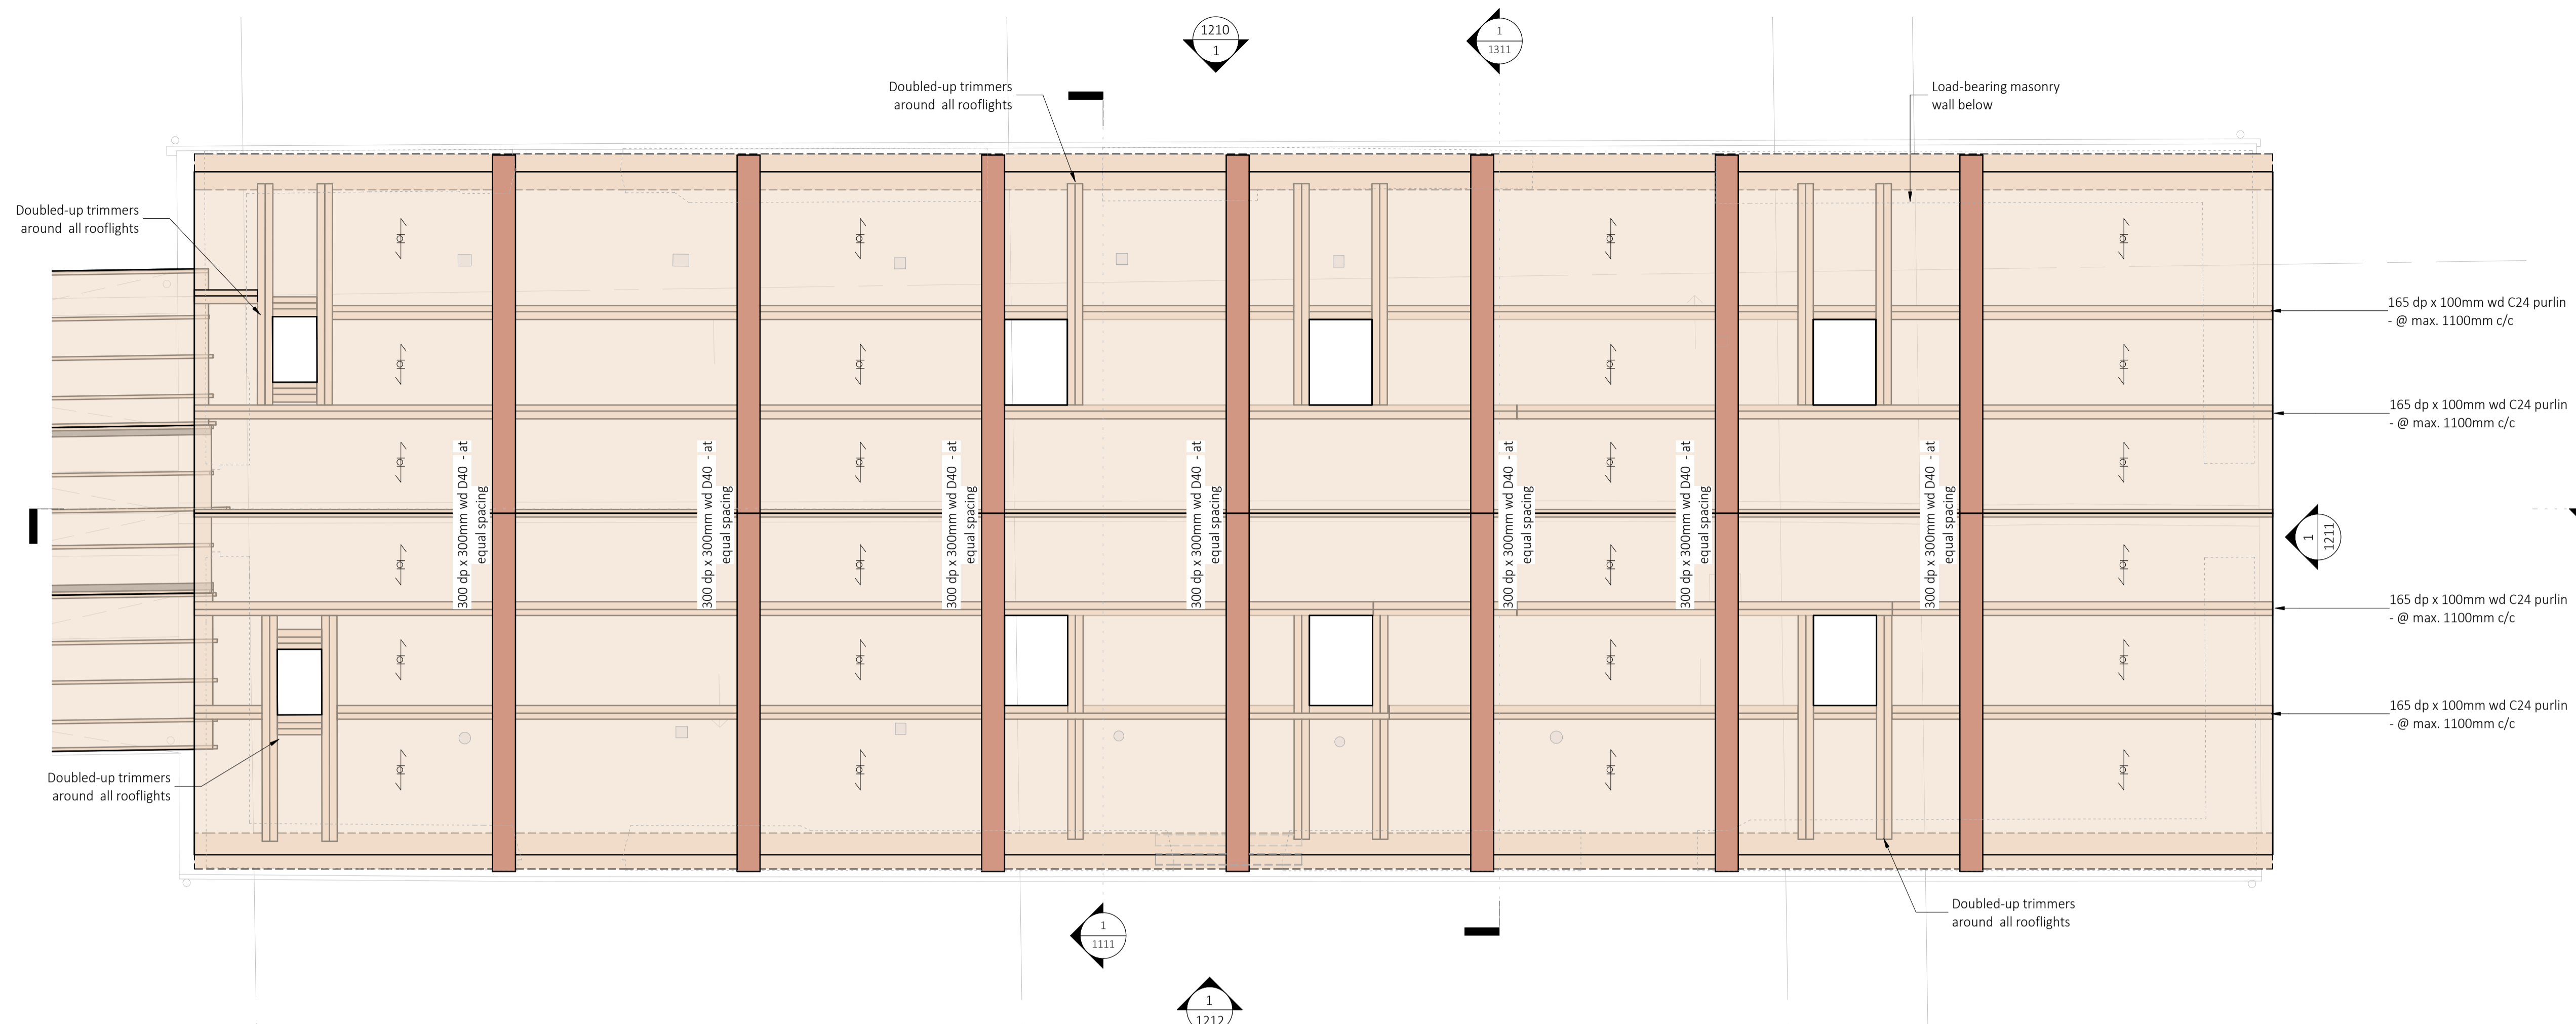 1210
1
1
1311
Doubled-up trimmers
around all rooflights
Load-bearing masonry
wall below
Doubled-up trimmers
around all rooflights
165 dp x 100mm wd C24 purlin
- @ max. 1100mm c/c
165 dp x 100mm wd C24 purlin
- @ max. 1100mm c/c
300 dp x 300mm wd D40 - at
equal spacing
300 dp x 300mm wd D40 - at
equal spacing
300 dp x 300mm wd D40 - at
equal spacing
300 dp x 300mm wd D40 - at
equal spacing
300 dp x 300mm wd D40 - at
equal spacing
300 dp x 300mm wd D40 - at
equal spacing
300 dp x 300mm wd D40 - at
equal spacing
1
1211
165 dp x 100mm wd C24 purlin
- @ max. 1100mm c/c
165 dp x 100mm wd C24 purlin
- @ max. 1100mm c/c
Doubled-up trimmers
around all rooflights
Doubled-up trimmers
around all rooflights
1
1111
1
1212